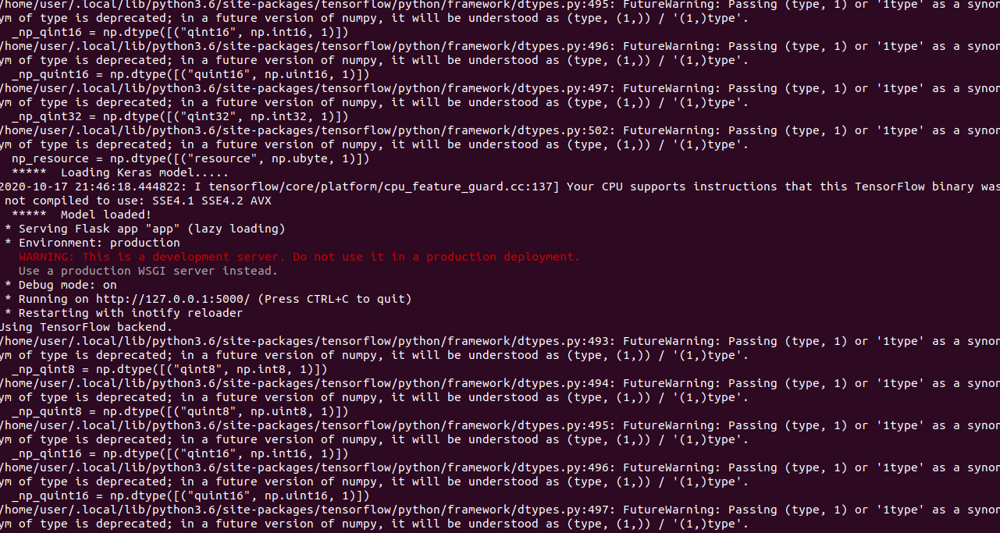 /home/user/.local/lib/python3.6/site-packages/tensorflow/python/framework/dtypes.py:495: FutureWarning: Passing (type, 1) or '1type' as a synon
ym of type is deprecated; in a future version of numpy, it will be understood as (type, (1,)) / '(1,)type'.
  _np_qint16 = np.dtype([("qint16", np.int16, 1)])
/home/user/.local/lib/python3.6/site-packages/tensorflow/python/framework/dtypes.py:496: FutureWarning: Passing (type, 1) or '1type' as a synon
ym of type is deprecated; in a future version of numpy, it will be understood as (type, (1,)) / '(1,)type'.
  _np_quint16 = np.dtype([("quint16", np.uint16, 1)])
/home/user/.local/lib/python3.6/site-packages/tensorflow/python/framework/dtypes.py:497: FutureWarning: Passing (type, 1) or '1type' as a synon
ym of type is deprecated; in a future version of numpy, it will be understood as (type, (1,)) / '(1,)type'.
  _np_qint32 = np.dtype([("qint32", np.int32, 1)])
/home/user/.local/lib/python3.6/site-packages/tensorflow/python/framework/dtypes.py:502: FutureWarning: Passing (type, 1) or '1type' as a synon
ym of type is deprecated; in a future version of numpy, it will be understood as (type, (1,)) / '(1,)type'.
  np_resource = np.dtype([("resource", np.ubyte, 1)])
  *****  Loading Keras model.....
2020-10-17 21:46:18.444822: I tensorflow/core/platform/cpu_feature_guard.cc:137] Your CPU supports instructions that this TensorFlow binary was
 not compiled to use: SSE4.1 SSE4.2 AVX
  *****  Model loaded!
 * Serving Flask app "app" (lazy loading)
 * Environment: production
   WARNING: This is a development server. Do not use it in a production deployment.
   Use a production WSGI server instead.
 * Debug mode: on
 * Running on http://127.0.0.1:5000/ (Press CTRL+C to quit)
 * Restarting with inotify reloader
Using TensorFlow backend.
/home/user/.local/lib/python3.6/site-packages/tensorflow/python/framework/dtypes.py:493: FutureWarning: Passing (type, 1) or '1type' as a synon
ym of type is deprecated; in a future version of numpy, it will be understood as (type, (1,)) / '(1,)type'.
  _np_qint8 = np.dtype([("qint8", np.int8, 1)])
/home/user/.local/lib/python3.6/site-packages/tensorflow/python/framework/dtypes.py:494: FutureWarning: Passing (type, 1) or '1type' as a synon
ym of type is deprecated; in a future version of numpy, it will be understood as (type, (1,)) / '(1,)type'.
  _np_quint8 = np.dtype([("quint8", np.uint8, 1)])
/home/user/.local/lib/python3.6/site-packages/tensorflow/python/framework/dtypes.py:495: FutureWarning: Passing (type, 1) or '1type' as a synon
ym of type is deprecated; in a future version of numpy, it will be understood as (type, (1,)) / '(1,)type'.
  _np_qint16 = np.dtype([("qint16", np.int16, 1)])
/home/user/.local/lib/python3.6/site-packages/tensorflow/python/framework/dtypes.py:496: FutureWarning: Passing (type, 1) or '1type' as a synon
ym of type is deprecated; in a future version of numpy, it will be understood as (type, (1,)) / '(1,)type'.
  _np_quint16 = np.dtype([("quint16", np.uint16, 1)])
/home/user/.local/lib/python3.6/site-packages/tensorflow/python/framework/dtypes.py:497: FutureWarning: Passing (type, 1) or '1type' as a synon
ym of type is deprecated; in a future version of numpy, it will be understood as (type, (1,)) / '(1,)type'.